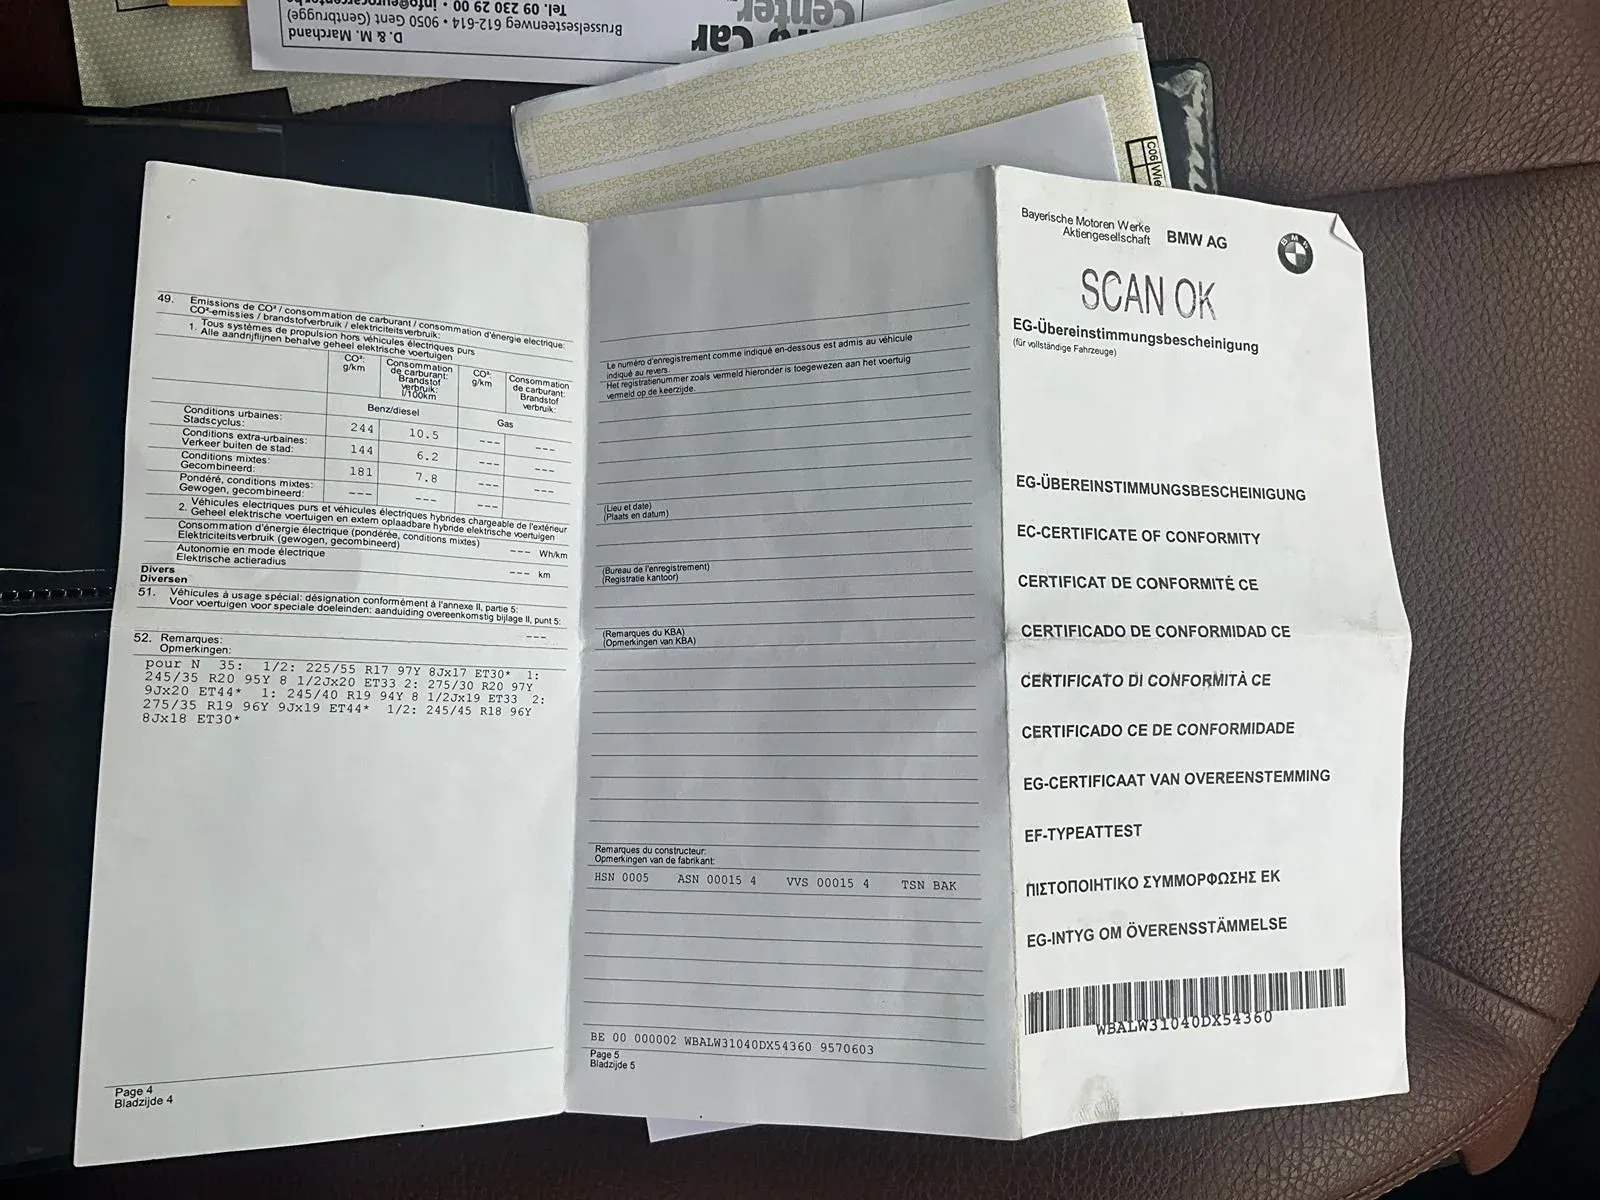 D. & M. Marchand
Brusselsesteenweg 612-614 • 9050 Gent (Gentbrugge)
Tel. 09 230 29 00 •
Car
Center
C06
49. Emissions de CO² / consommation de carburant / consommation d'énergie electrique:
CO²-emissies / brandstofverbruik / elektriciteitsverbruik:
1. Tous systèmes de propulsion hors véhicules électriques purs
Alle aandrijflijnen behalve geheel elektrische voertuigen
CO²: g/km
Consommation de carburant: Brandstof verbruik: l/100km
CO²: g/km
Consommation de carburant: Brandstof verbruik:
Benz/diesel Gas
Conditions urbaines:
Stadscyclus: 244 10.5 --- ---
Conditions extra-urbaines:
Verkeer buiten de stad: 144 6.2 --- ---
Conditions mixtes:
Gecombineerd: 181 7.8 --- ---
Pondéré, conditions mixtes:
Gewogen, gecombineerd: --- --- ---
2. Véhicules electriques purs et véhicules électriques hybrides chargeable de l'extérieur
Geheel elektrische voertuigen en extern oplaadbare hybride elektrische voertuigen
Consommation d'énergie électrique (pondérée, conditions mixtes)
Elektriciteitsverbruik (gewogen, gecombineerd) --- Wh/km
Autonomie en mode électrique
Elektrische actieradius --- km
Divers
Diversen
51. Véhicules à usage spécial: désignation conformément à l'annexe II, partie 5:
Voor voertuigen voor speciale doeleinden: aanduiding overeenkomstig bijlage II, punt 5:
---
52. Remarques:
Opmerkingen:
pour N 35: 1/2: 225/55 R17 97Y 8Jx17 ET30* 1:
245/35 R20 95Y 8 1/2Jx20 ET33 2: 275/30 R20 97Y
9Jx20 ET44* 1: 245/40 R19 94Y 8 1/2Jx19 ET33 2:
275/35 R19 96Y 9Jx19 ET44* 1/2: 245/45 R18 96Y
8Jx18 ET30*
Page 4
Bladzijde 4
Le numéro d'enregistrement comme indiqué en-dessous est admis au véhicule
indiqué au revers.
Het registratienummer zoals vermeld hieronder is toegewezen aan het voertuig
vermeld op de keerzijde.
(Lieu et date)
(Plaats en datum)
(Bureau de l'enregistrement)
(Registratie kantoor)
(Remarques du KBA)
(Opmerkingen van KBA)
Remarques du constructeur:
Opmerkingen van de fabrikant:
HSN 0005 ASN 00015 4 VVS 00015 4 TSN BAK
BE 00 000002 WBALW31040DX54360 9570603
Page 5
Bladzijde 5
Bayerische Motoren Werke
Aktiengesellschaft BMW AG
BMW
SCAN OK
EG-Übereinstimmungsbescheinigung
(für vollständige Fahrzeuge)
EG-ÜBEREINSTIMMUNGSBESCHEINIGUNG
EC-CERTIFICATE OF CONFORMITY
CERTIFICAT DE CONFORMITÉ CE
CERTIFICADO DE CONFORMIDAD CE
CERTIFICATO DI CONFORMITÀ CE
CERTIFICADO CE DE CONFORMIDADE
EG-CERTIFICAAT VAN OVEREENSTEMMING
EF-TYPEATTEST
ΠΙΣΤΟΠΟΙΗΤΙΚΟ ΣΥΜΜΟΡΦΩΣΗΣ ΕΚ
EG-INTYG OM ÖVERENSSTÄMMELSE
WBALW31040DX54360